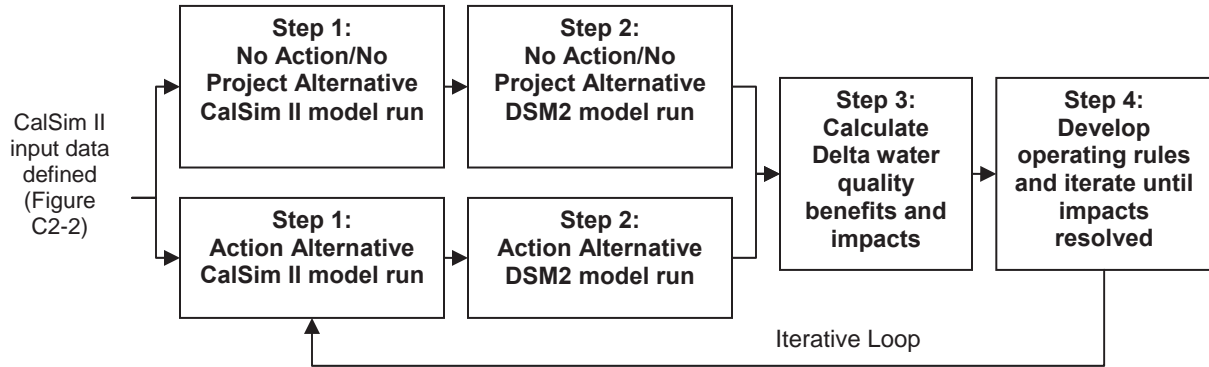 CalSim II
input data
defined
(Figure
C2-2)
Step 1:
No Action/No
Project Alternative
CalSim II model run
Step 2:
No Action/No
Project Alternative
DSM2 model run
Step 1:
Action Alternative
CalSim II model run
Step 2:
Action Alternative
DSM2 model run
Step 3:
Calculate
Delta water
quality
benefits and
impacts
Step 4:
Develop
operating rules
and iterate until
impacts
resolved
Iterative Loop